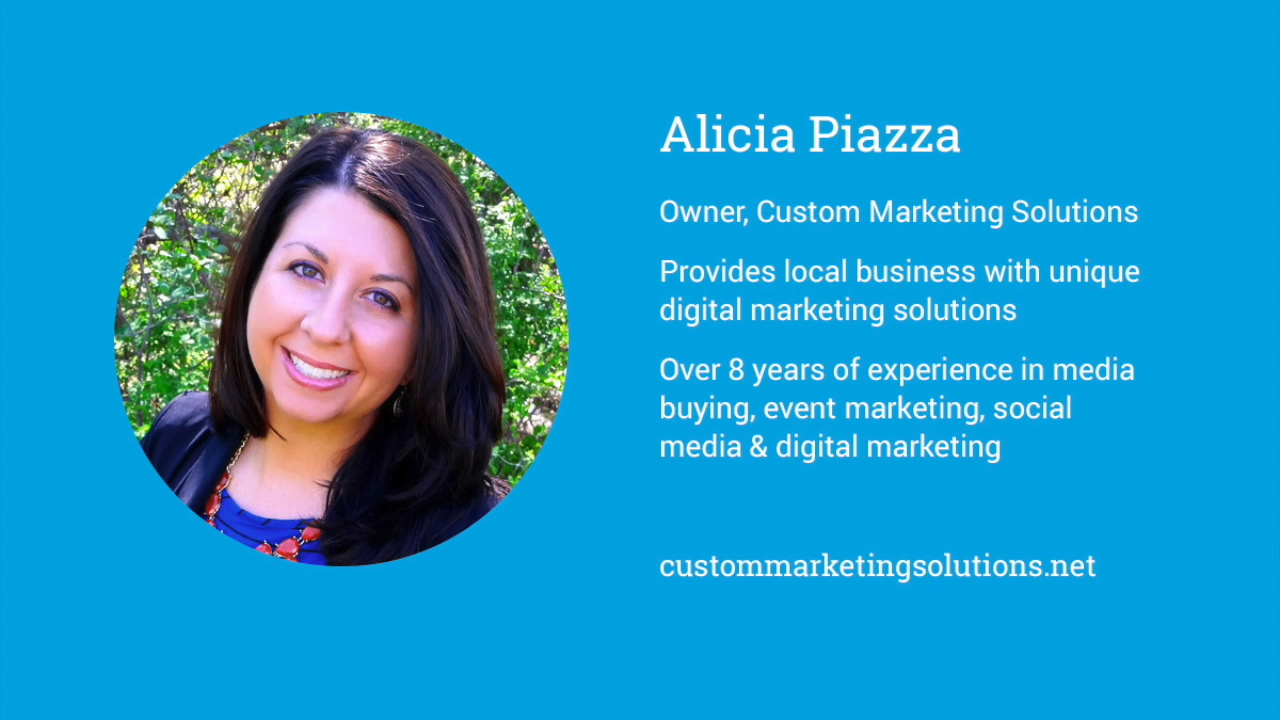 Alicia Piazza
Owner, Custom Marketing Solutions
Provides local business with unique
digital marketing solutions
Over 8 years of experience in media
buying, event marketing, social
media & digital marketing
custommarketingsolutions.net